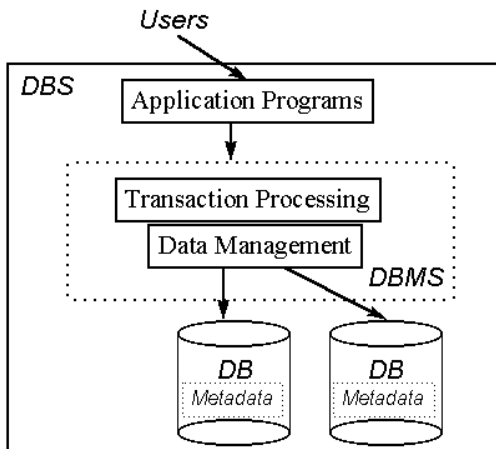 Users
DBS
Application Programs
Transaction Processing
Data Management
DBMS
DB
Metadata
DB
Metadata